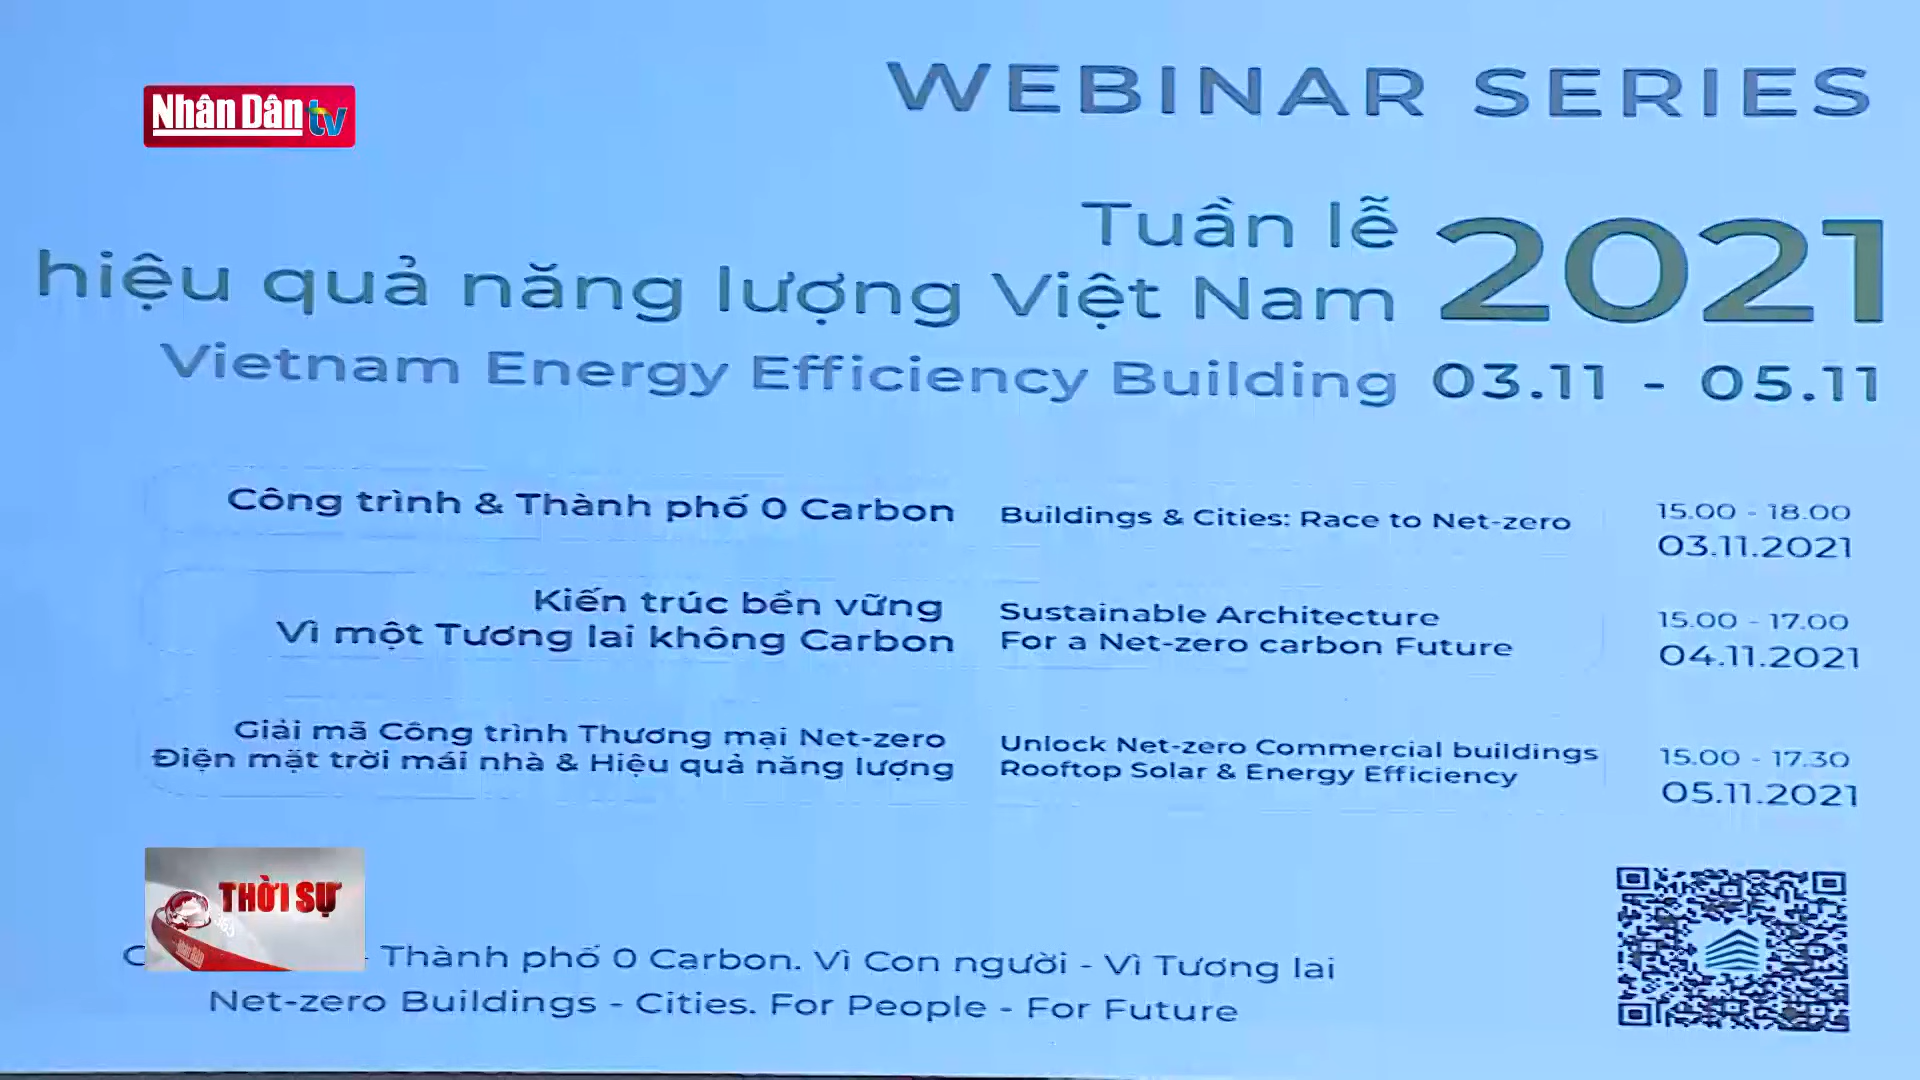 Nhân Dân tv
WEBINAR SERIES
Tuần lễ
hiệu quả năng lượng Việt Nam
2021
Vietnam Energy Efficiency Building
03.11 - 05.11
Công trình & Thành phố 0 Carbon
Buildings & Cities: Race to Net-zero
15.00 - 18.00
03.11.2021
Kiến trúc bền vững
Vì một Tương lai không Carbon
Sustainable Architecture
For a Net-zero carbon Future
15.00 - 17.00
04.11.2021
Giải mã Công trình Thương mại Net-zero
Điện mặt trời mái nhà & Hiệu quả năng lượng
Unlock Net-zero Commercial buildings
Rooftop Solar & Energy Efficiency
15.00 - 17.30
05.11.2021
THỜI SỰ
- Thành phố 0 Carbon. Vì Con người - Vì Tương lai
Net-zero Buildings - Cities. For People - For Future